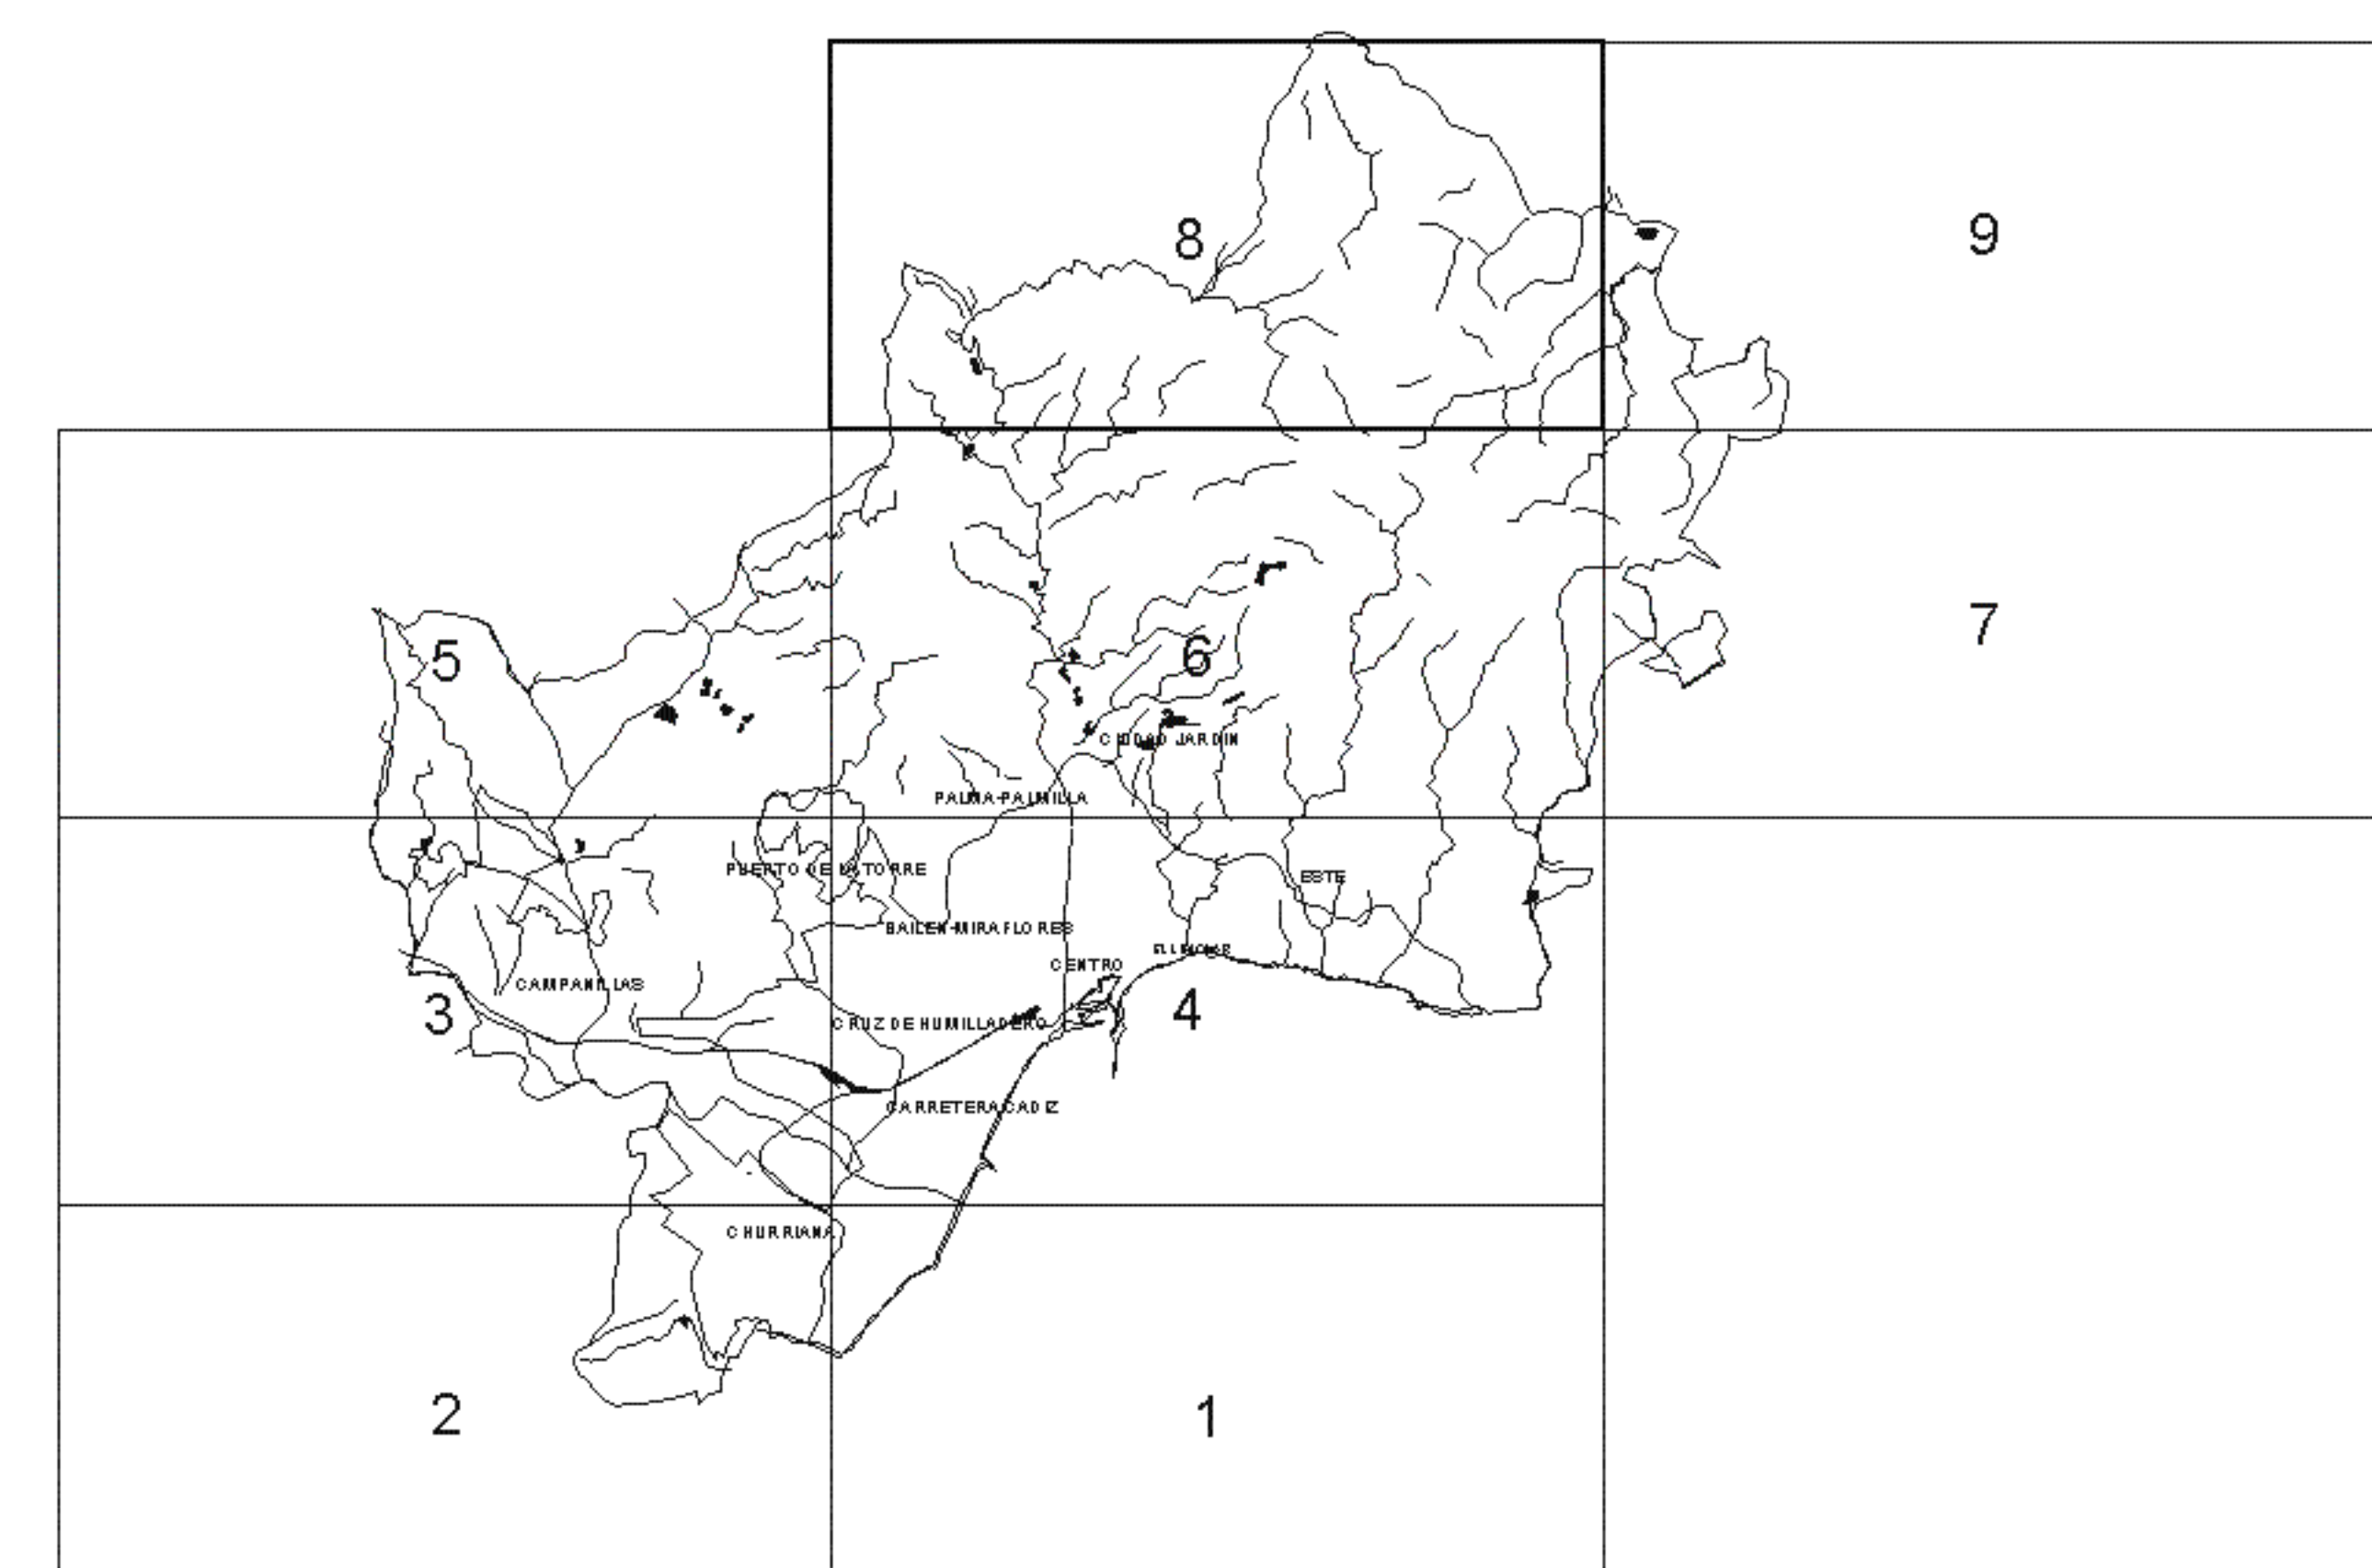 8
9
5
6
7
CIUDAD JARDIN
PALMA-PALMILLA
PUERTO DE LA TORRE
ESTE
BAILEN-MIRAFLORES
CENTRO
CAMPANILLAS
3
4
CRUZ DE HUMILLADERO
CARRETERA CADIZ
CHURRIANA
2
1